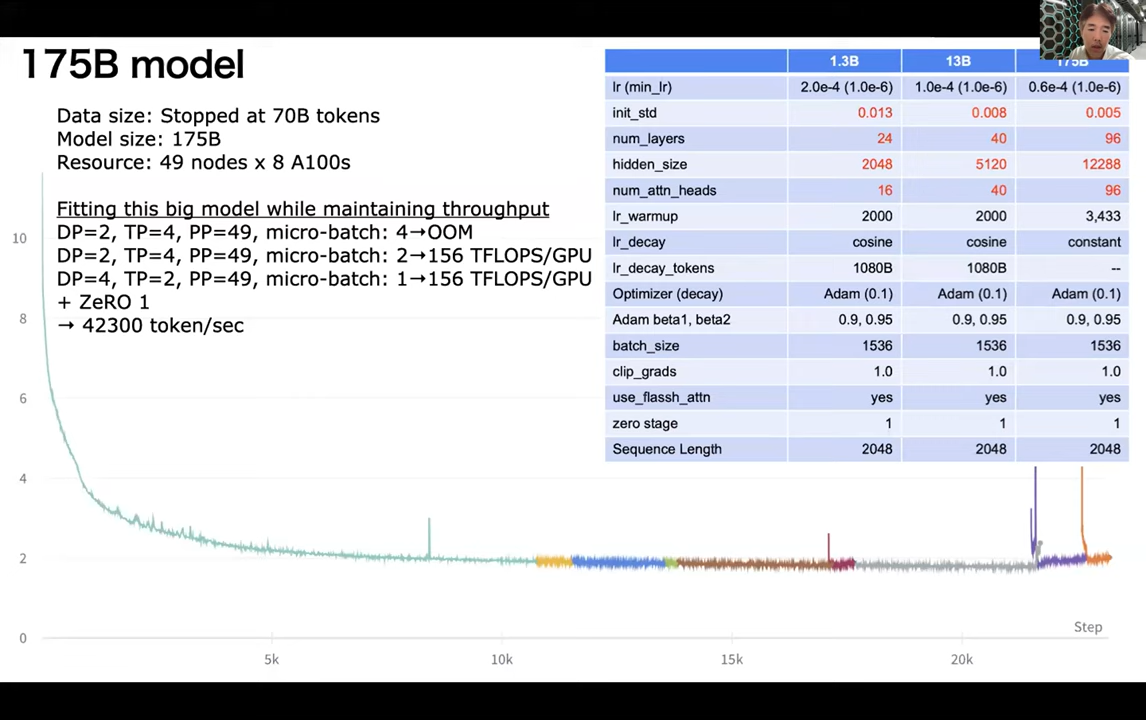 175B model
Data size: Stopped at 70B tokens
Model size: 175B
Resource: 49 nodes x 8 A100s
Fitting this big model while maintaining throughput
DP=2, TP=4, PP=49, micro-batch: 4→OOM
DP=2, TP=4, PP=49, micro-batch: 2→156 TFLOPS/GPU
DP=4, TP=2, PP=49, micro-batch: 1→156 TFLOPS/GPU
+ ZeRO 1
→ 42300 token/sec
1.3B 13B 175B
lr (min_lr) 2.0e-4 (1.0e-6) 1.0e-4 (1.0e-6) 0.6e-4 (1.0e-6)
init_std 0.013 0.008 0.005
num_layers 24 40 96
hidden_size 2048 5120 12288
num_attn_heads 16 40 96
lr_warmup 2000 2000 3,433
lr_decay cosine cosine constant
lr_decay_tokens 1080B 1080B --
Optimizer (decay) Adam (0.1) Adam (0.1) Adam (0.1)
Adam beta1, beta2 0.9, 0.95 0.9, 0.95 0.9, 0.95
batch_size 1536 1536 1536
clip_grads 1.0 1.0 1.0
use_flassh_attn yes yes yes
zero stage 1 1 1
Sequence Length 2048 2048 2048
10
8
6
4
2
0
5k 10k 15k 20k
Step